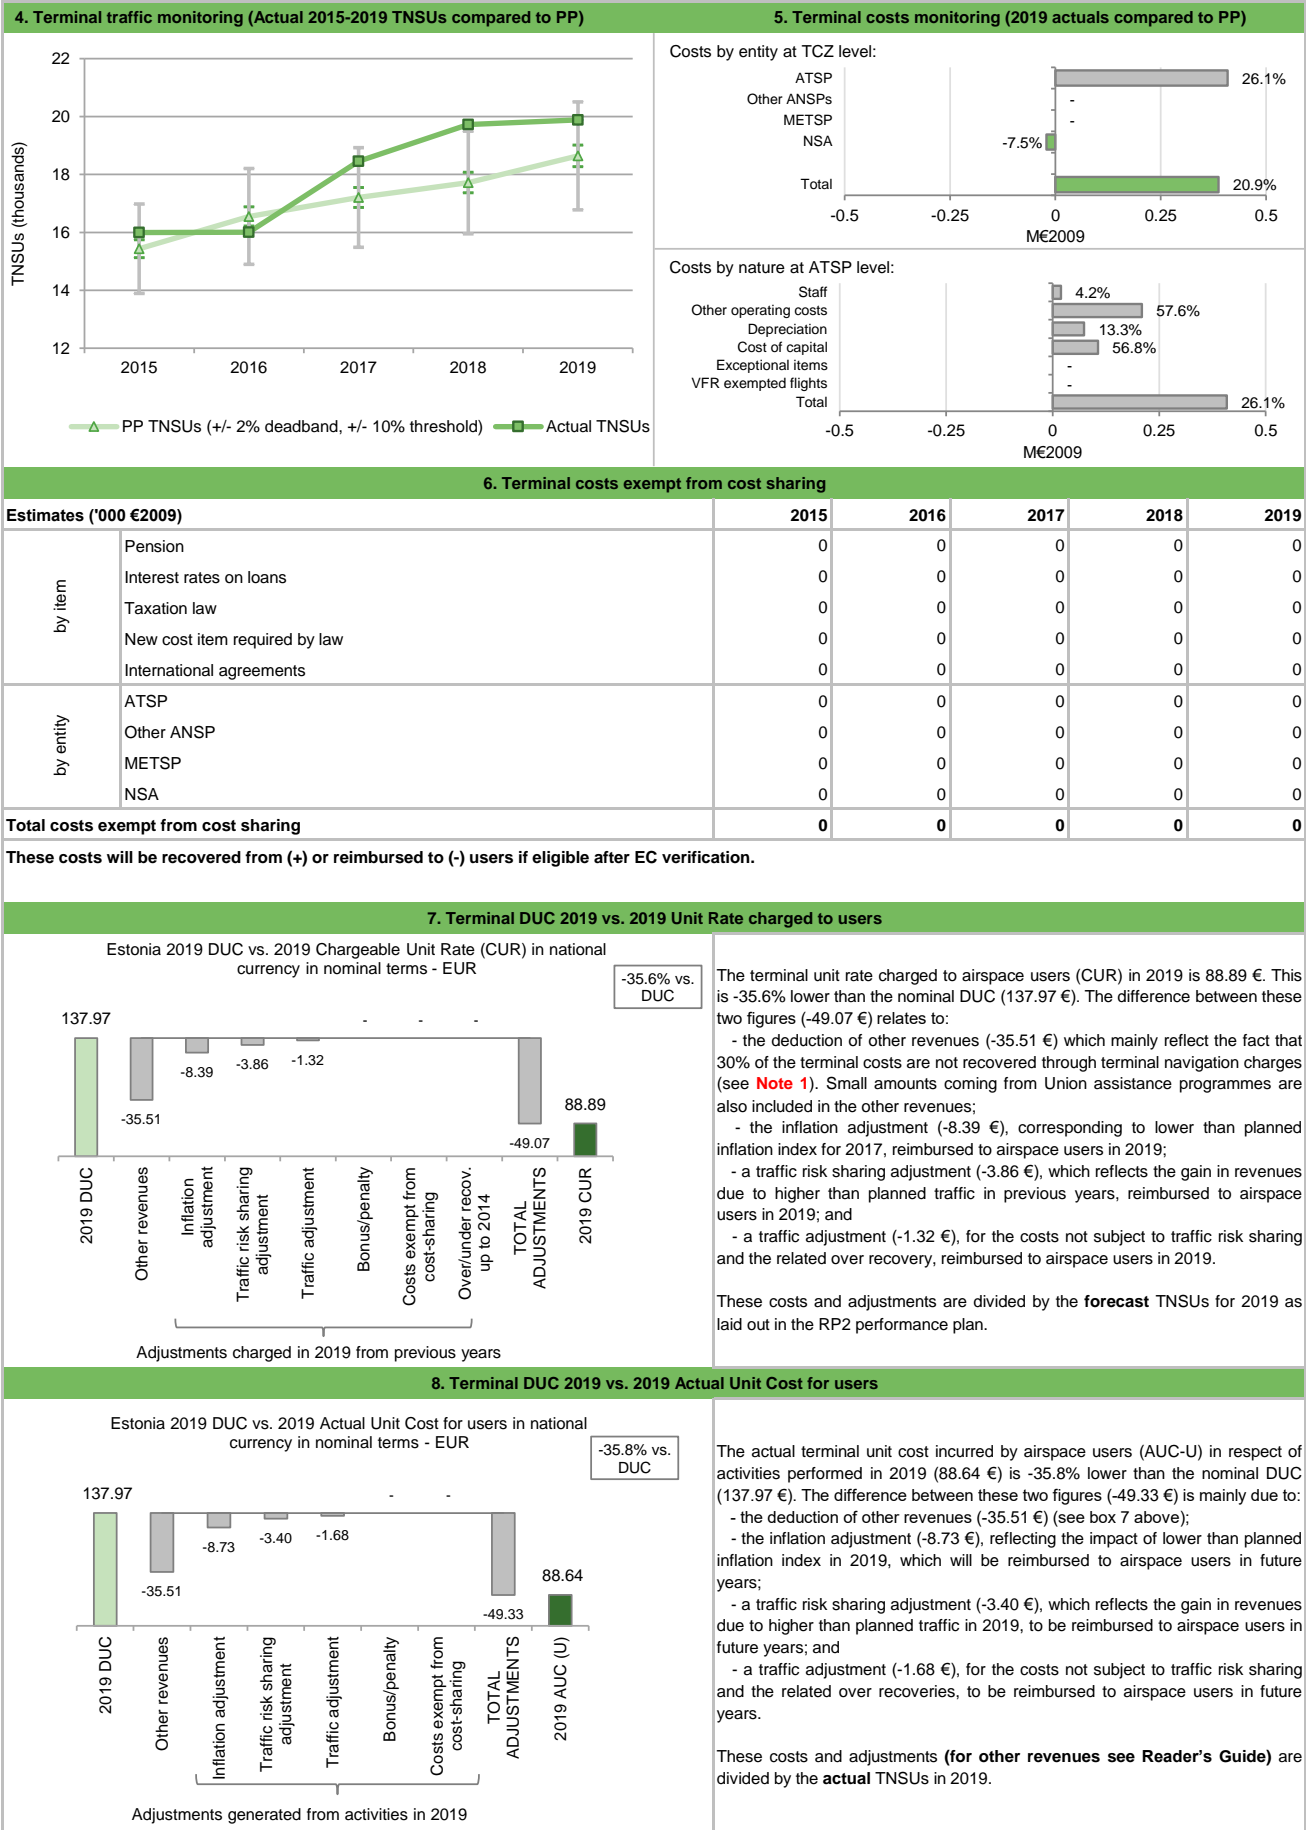 4. Terminal traffic monitoring (Actual 2015-2019 TNSUs compared to PP)
22
20
18
16
14
12
TNSUs (thousands)
2015 2016 2017 2018 2019
PP TNSUs (+/- 2% deadband, +/- 10% threshold) Actual TNSUs
5. Terminal costs monitoring (2019 actuals compared to PP)
Costs by entity at TCZ level:
ATSP 26.1%
Other ANSPs -
METSP -
NSA -7.5%
Total 20.9%
-0.5 -0.25 0 0.25 0.5
M€2009
Costs by nature at ATSP level:
Staff 4.2%
Other operating costs 57.6%
Depreciation 13.3%
Cost of capital 56.8%
Exceptional items -
VFR exempted flights -
Total 26.1%
-0.5 -0.25 0 0.25 0.5
M€2009
6. Terminal costs exempt from cost sharing
Estimates ('000 €2009) 2015 2016 2017 2018 2019
by item
Pension 0 0 0 0 0
Interest rates on loans 0 0 0 0 0
Taxation law 0 0 0 0 0
New cost item required by law 0 0 0 0 0
International agreements 0 0 0 0 0
by entity
ATSP 0 0 0 0 0
Other ANSP 0 0 0 0 0
METSP 0 0 0 0 0
NSA 0 0 0 0 0
Total costs exempt from cost sharing 0 0 0 0 0
These costs will be recovered from (+) or reimbursed to (-) users if eligible after EC verification.
7. Terminal DUC 2019 vs. 2019 Unit Rate charged to users
Estonia 2019 DUC vs. 2019 Chargeable Unit Rate (CUR) in national
currency in nominal terms - EUR
-35.6% vs.
DUC
137.97
-35.51
-8.39
-3.86
-1.32
-
-
-
-49.07
88.89
2019 DUC
Other revenues
Inflation
adjustment
Traffic risk sharing
adjustment
Traffic adjustment
Bonus/penalty
Costs exempt from
cost-sharing
Over/under recov.
up to 2014
TOTAL
ADJUSTMENTS
2019 CUR
Adjustments charged in 2019 from previous years
The terminal unit rate charged to airspace users (CUR) in 2019 is 88.89 €. This
is -35.6% lower than the nominal DUC (137.97 €). The difference between these
two figures (-49.07 €) relates to:
- the deduction of other revenues (-35.51 €) which mainly reflect the fact that
30% of the terminal costs are not recovered through terminal navigation charges
(see Note 1). Small amounts coming from Union assistance programmes are
also included in the other revenues;
- the inflation adjustment (-8.39 €), corresponding to lower than planned
inflation index for 2017, reimbursed to airspace users in 2019;
- a traffic risk sharing adjustment (-3.86 €), which reflects the gain in revenues
due to higher than planned traffic in previous years, reimbursed to airspace
users in 2019; and
- a traffic adjustment (-1.32 €), for the costs not subject to traffic risk sharing
and the related over recovery, reimbursed to airspace users in 2019.
These costs and adjustments are divided by the forecast TNSUs for 2019 as
laid out in the RP2 performance plan.
8. Terminal DUC 2019 vs. 2019 Actual Unit Cost for users
Estonia 2019 DUC vs. 2019 Actual Unit Cost for users in national
currency in nominal terms - EUR
-35.8% vs.
DUC
137.97
-35.51
-8.73
-3.40
-1.68
-
-
-49.33
88.64
2019 DUC
Other revenues
Inflation adjustment
Traffic risk sharing
adjustment
Traffic adjustment
Bonus/penalty
Costs exempt from
cost-sharing
TOTAL
ADJUSTMENTS
2019 AUC (U)
Adjustments generated from activities in 2019
The actual terminal unit cost incurred by airspace users (AUC-U) in respect of
activities performed in 2019 (88.64 €) is -35.8% lower than the nominal DUC
(137.97 €). The difference between these two figures (-49.33 €) is mainly due to:
- the deduction of other revenues (-35.51 €) (see box 7 above);
- the inflation adjustment (-8.73 €), reflecting the impact of lower than planned
inflation index in 2019, which will be reimbursed to airspace users in future
years;
- a traffic risk sharing adjustment (-3.40 €), which reflects the gain in revenues
due to higher than planned traffic in 2019, to be reimbursed to airspace users in
future years; and
- a traffic adjustment (-1.68 €), for the costs not subject to traffic risk sharing
and the related over recoveries, to be reimbursed to airspace users in future
years.
These costs and adjustments (for other revenues see Reader's Guide) are
divided by the actual TNSUs in 2019.